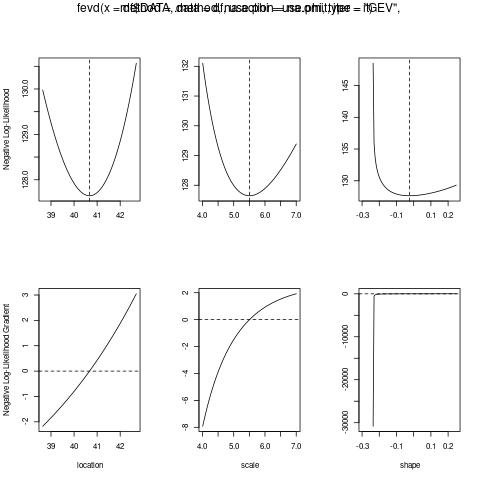 fevd(x = "GEV",
Negative Log-Likelihood
128.0 129.0 130.0
39 40 41 42
128 129 130 131 132
4.0 5.0 6.0 7.0
130 135 140 145
-0.3 -0.1 0.1 0.2
Negative Log-Likelihood Gradient
-2 -1 0 1 2 3
39 40 41 42
location
-8 -6 -4 -2 0 2
4.0 5.0 6.0 7.0
scale
-30000 -20000 -10000 0
-0.3 -0.1 0.1 0.2
shape